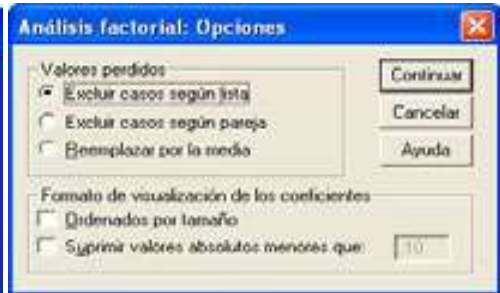 Análisis factorial: Opciones
Valores perdidos
Excluir casos según lista
Excluir casos según pareja
Reemplazar por la media
Continuar
Cancelar
Ayuda
Formato de visualización de los coeficientes
Ordenados por tamaño
Suprimir valores absolutos menores que:
,10